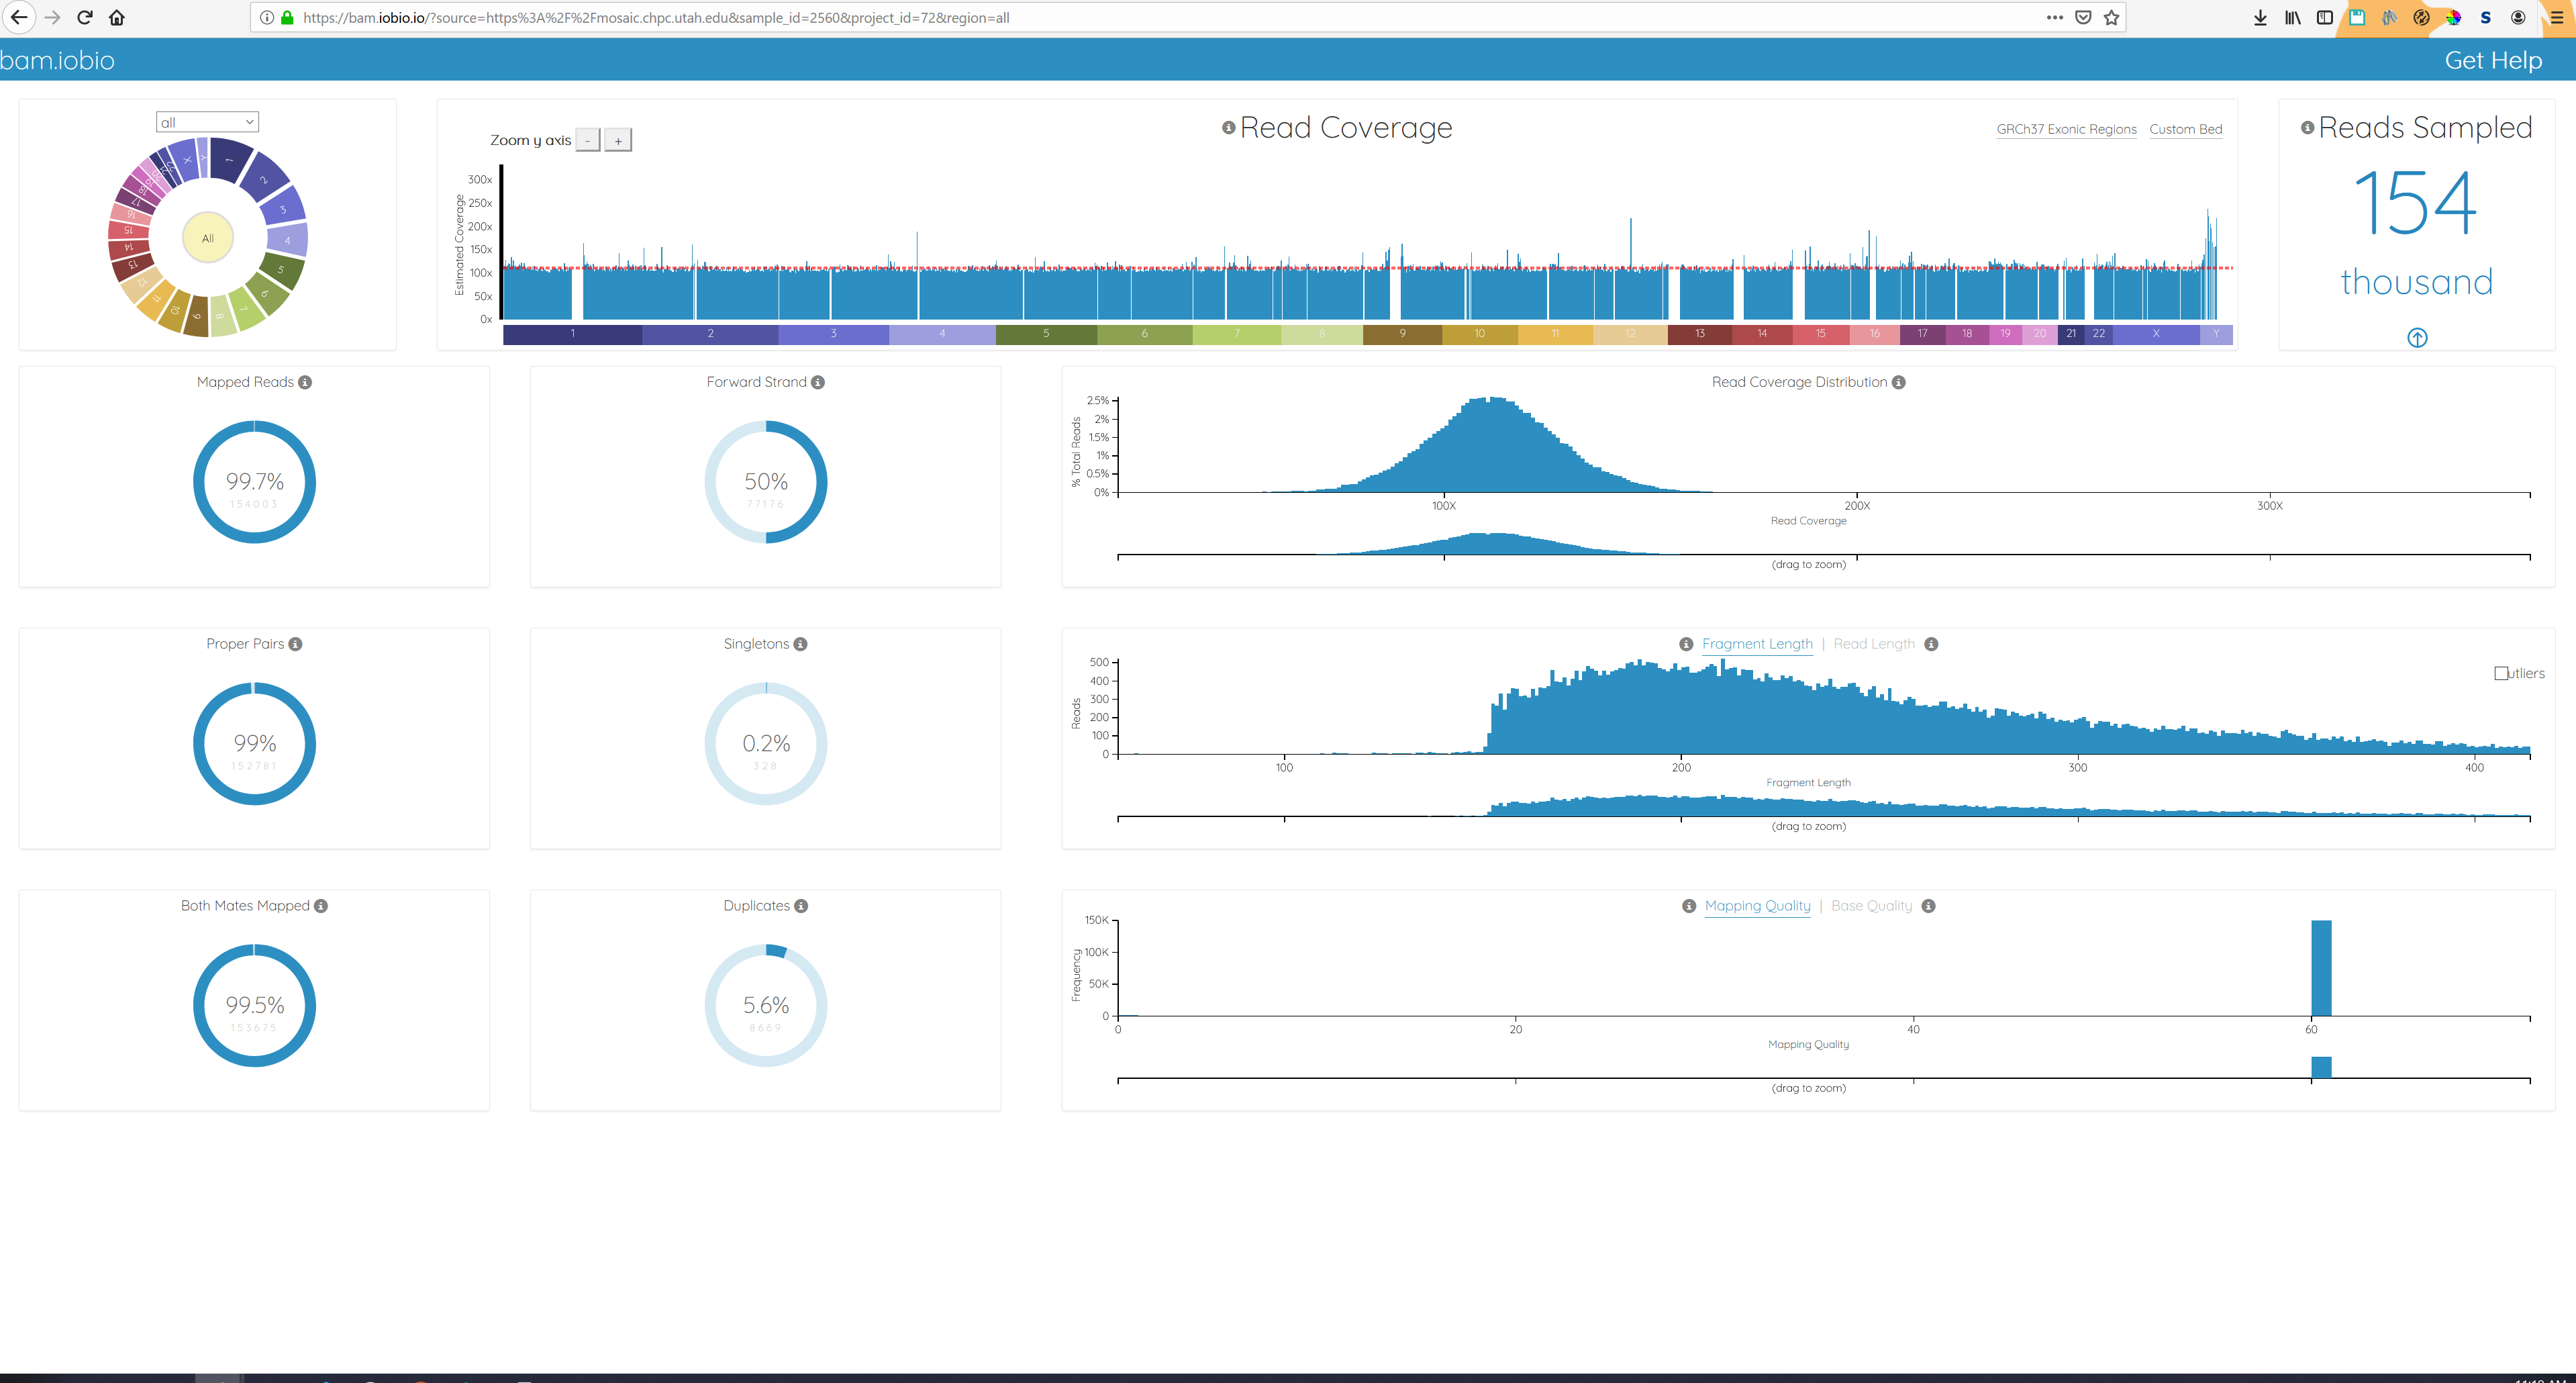 https://bam.iobio.io/?source=https%3A%2F%2Fmosaic.chpc.utah.edu&sample_id=2560&project_id=72&region=all
S
bam.iobio
Get Help
all
1 2 3 4 5 6 7 8 9 10 11 12 13 14 15 16 17 18 19 X Y
All
Zoom y axis - +
Read Coverage
GRCh37 Exonic Regions Custom Bed
Estimated Coverage
300x
250x
200x
150x
100x
50x
0x
1 2 3 4 5 6 7 8 9 10 11 12 13 14 15 16 17 18 19 20 21 22 X Y
Reads Sampled
154
thousand
Mapped Reads
99.7%
154003
Forward Strand
50%
77176
Read Coverage Distribution
% Total Reads
2.5%
2%
1.5%
1%
0.5%
0%
100X 200X 300X
Read Coverage
(drag to zoom)
Proper Pairs
99%
152781
Singletons
0.2%
328
Fragment Length | Read Length
utliers
Reads
500
400
300
200
100
0
100 200 300 400
Fragment Length
(drag to zoom)
Both Mates Mapped
99.5%
153675
Duplicates
5.6%
8669
Mapping Quality | Base Quality
Frequency
150K
100K
50K
0
0 20 40 60
Mapping Quality
(drag to zoom)